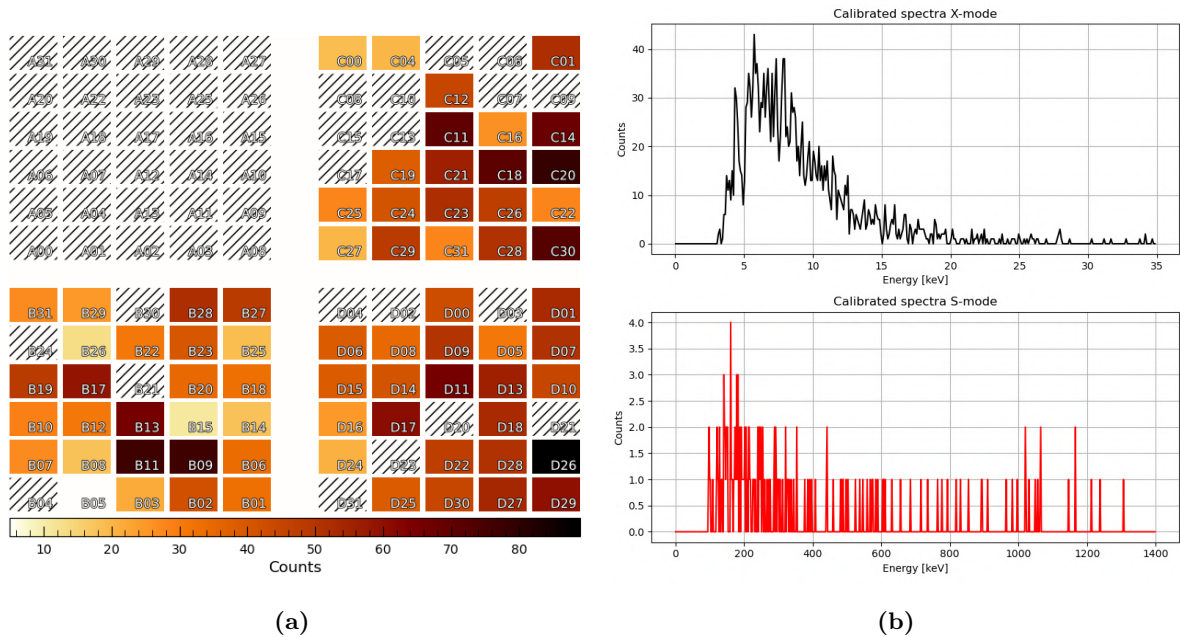 A31 A30 A29 A28 A27 C00 C04 C05 C06 C01
A20 A22 A23 A25 A26 C08 C10 C12 C07 C09
A19 A18 A17 A16 A15 C15 C13 C11 C16 C14
A06 A07 A12 A14 A10 C17 C19 C21 C18 C20
A05 A04 A13 A11 A09 C25 C24 C23 C26 C22
A00 A01 A02 A03 A08 C27 C29 C31 C28 C30
B31 B29 B30 B28 B27 D04 D02 D00 D03 D01
B24 B26 B22 B23 B25 D06 D08 D09 D05 D07
B19 B17 B21 B20 B18 D15 D14 D11 D13 D10
B10 B12 B13 B15 B14 D16 D17 D20 D18 D21
B07 B08 B11 B09 B06 D24 D23 D22 D28 D26
B04 B05 B03 B02 B01 D31 D25 D30 D27 D29
10 20 30 40 50 60 70 80
Counts
(a)
Calibrated spectra X-mode
40
30
20
10
0
Counts
0 5 10 15 20 25 30 35
Energy [keV]
Calibrated spectra S-mode
4.0
3.5
3.0
2.5
2.0
1.5
1.0
0.5
0.0
Counts
0 200 400 600 800 1000 1200 1400
Energy [keV]
(b)